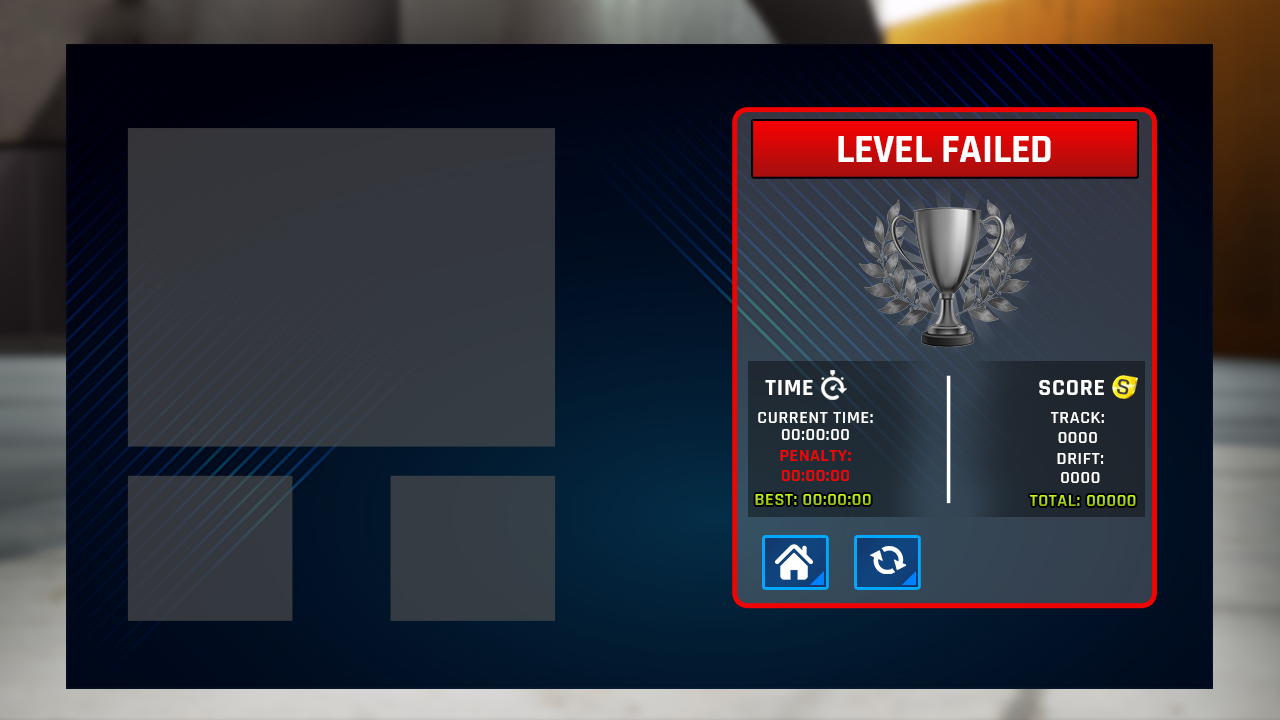 LEVEL FAILED
TIME
CURRENT TIME:
00:00:00
PENALTY:
00:00:00
BEST: 00:00:00
SCORE S
TRACK:
0000
DRIFT:
0000
TOTAL: 00000